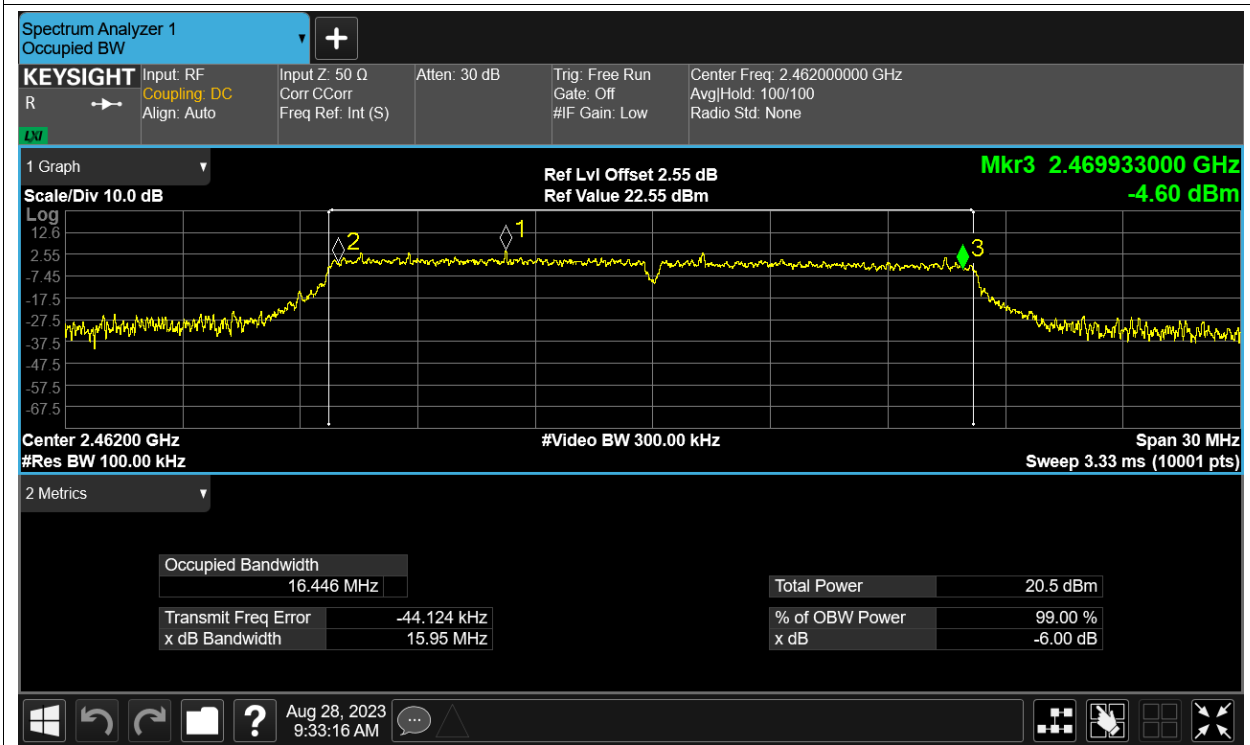 Spectrum Analyzer 1
Occupied BW
+
KEYSIGHT
R
LXI
Input: RF
Coupling: DC
Align: Auto
Input Z: 50 Ω
Corr CCorr
Freq Ref: Int (S)
Atten: 30 dB
Trig: Free Run
Gate: Off
#IF Gain: Low
Center Freq: 2.462000000 GHz
Avg|Hold: 100/100
Radio Std: None
1 Graph
Scale/Div 10.0 dB
Ref Lvl Offset 2.55 dB
Ref Value 22.55 dBm
Mkr3 2.469933000 GHz
-4.60 dBm
Log
12.6
2.55
-7.45
-17.5
-27.5
-37.5
-47.5
-57.5
-67.5
2
1
3
Center 2.46200 GHz
#Video BW 300.00 kHz
Span 30 MHz
#Res BW 100.00 kHz
Sweep 3.33 ms (10001 pts)
2 Metrics
Occupied Bandwidth
16.446 MHz
Total Power 20.5 dBm
Transmit Freq Error -44.124 kHz
% of OBW Power 99.00 %
x dB Bandwidth 15.95 MHz
x dB -6.00 dB
?
Aug 28, 2023
9:33:16 AM